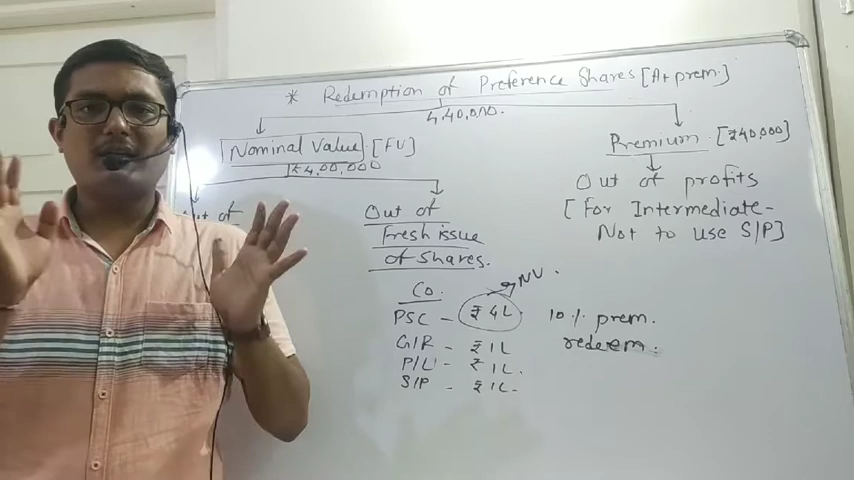 * Redemption of Preference Shares [At prem.]
4,40,000.
Nominal Value. [FV]
₹4,00,000
Premium. [₹40,000]
out of
Out of
Fresh issue
of shares.
Out of profits
[For Intermediate-
Not to use S/P]
Co.
NV.
PSC - ₹4L
10% prem.
redeem.
G/R - ₹1L
P/L - ₹1L.
S/P - ₹1L.